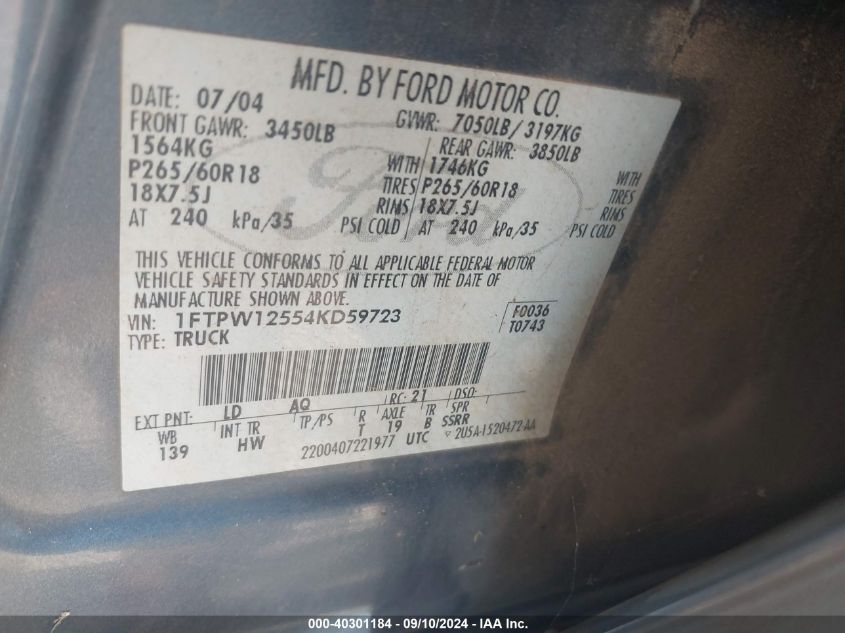 MFD. BY FORD MOTOR CO.
DATE: 07/04 GVWR: 7050LB/3197KG
FRONT GAWR: 3450LB REAR GAWR: 3850LB
1564KG WITH 1746KG WITH
P265/60R18 TIRES P265/60R18 TIRES
18X7.5J RIMS 18X7.5J RIMS
AT 240 kPa/35 PSI COLD AT 240 kPa/35 PSI COLD
THIS VEHICLE CONFORMS TO ALL APPLICABLE FEDERAL MOTOR
VEHICLE SAFETY STANDARDS IN EFFECT ON THE DATE OF
MANUFACTURE SHOWN ABOVE.
VIN: 1FTPW12554KD59723 F0036
TYPE: TRUCK T0743
EXT PNT: LD AQ RC: 21 DSO:
WB INT TR TP/PS R AXLE TR SPR
139 HW T 19 B SSRR
2200407221977 UTC 2U5A-1520472-AA
Ford
000-40301184 - 09/10/2024 - IAAI Auctions, Inc.